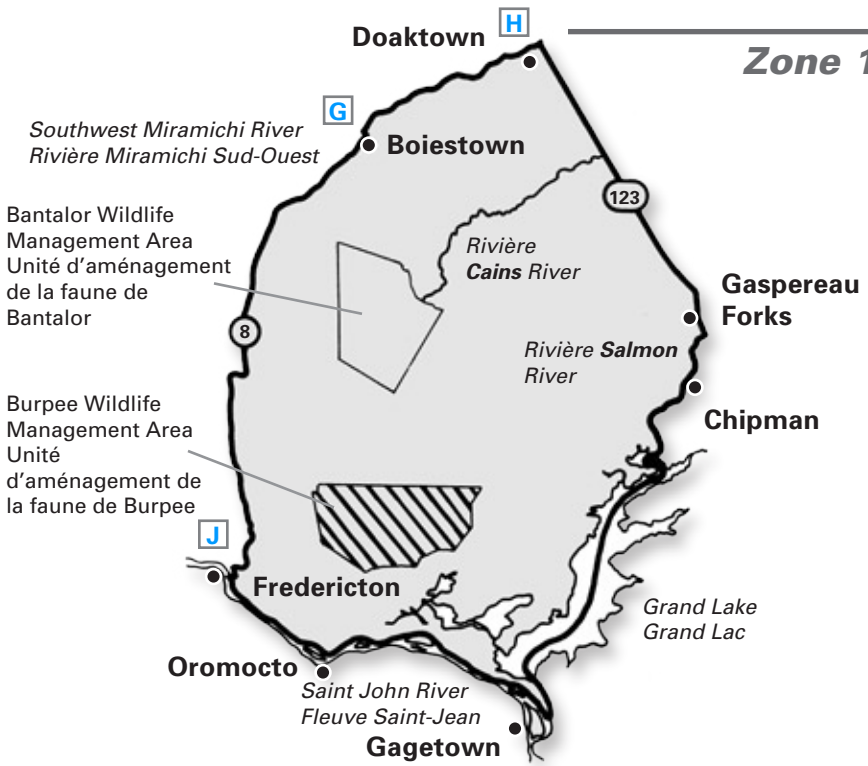 H
Doaktown
Zone 1
G
Southwest Miramichi River
Rivière Miramichi Sud-Ouest
Boiestown
123
Bantalor Wildlife
Management Area
Unité d'aménagement
de la faune de
Bantalor
Rivière
Cains River
Gaspereau
Forks
8
Rivière Salmon
River
Burpee Wildlife
Management Area
Unité
d'aménagement de
la faune de Burpee
Chipman
J
Fredericton
Grand Lake
Grand Lac
Oromocto
Saint John River
Fleuve Saint-Jean
Gagetown